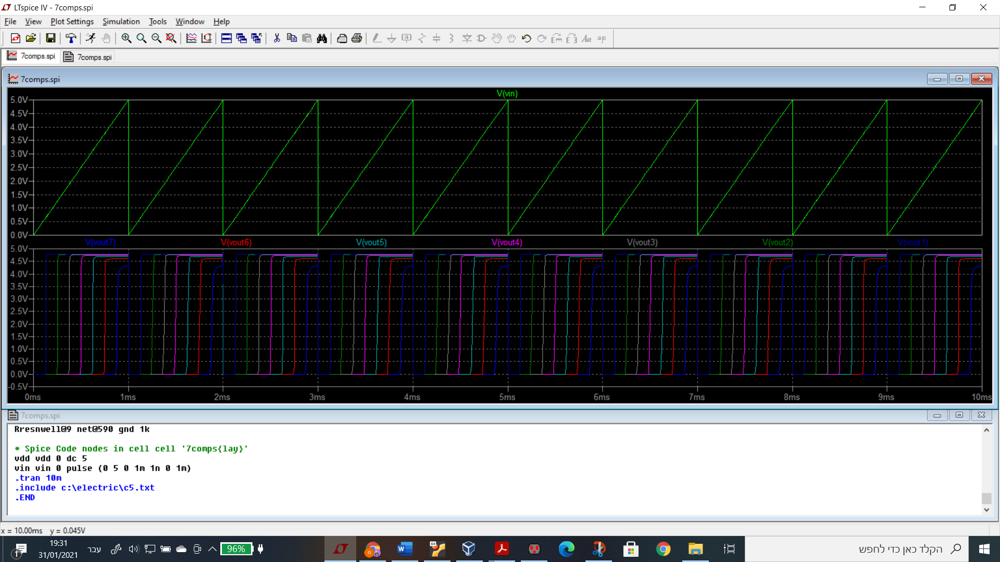 LTspice IV - 7comps.spi
File View Plot Settings Simulation Tools Window Help
7comps.spi 7comps.spi
7comps.spi
V(vin)
5.0V
4.5V
4.0V
3.5V
3.0V
2.5V
2.0V
1.5V
1.0V
0.5V
0.0V
V(vout7) V(vout6) V(vout5) V(vout4) V(vout3) V(vout2) V(vout1)
5.0V
4.5V
4.0V
3.5V
3.0V
2.5V
2.0V
1.5V
1.0V
0.5V
0.0V
-0.5V
0ms 1ms 2ms 3ms 4ms 5ms 6ms 7ms 8ms 9ms 10ms
7comps.spi
Rresnwell@9 net@590 gnd 1k
* Spice Code nodes in cell cell '7comps{lay}'
vdd vdd 0 dc 5
vin vin 0 pulse (0 5 0 1m 1n 0 1m)
.tran 10m
.include c:\electric\c5.txt
.END
x = 10.00ms y = 0.045V
1
19:31
31/01/2021
עבר
96%
64
הקלד כאן כדי לחפש